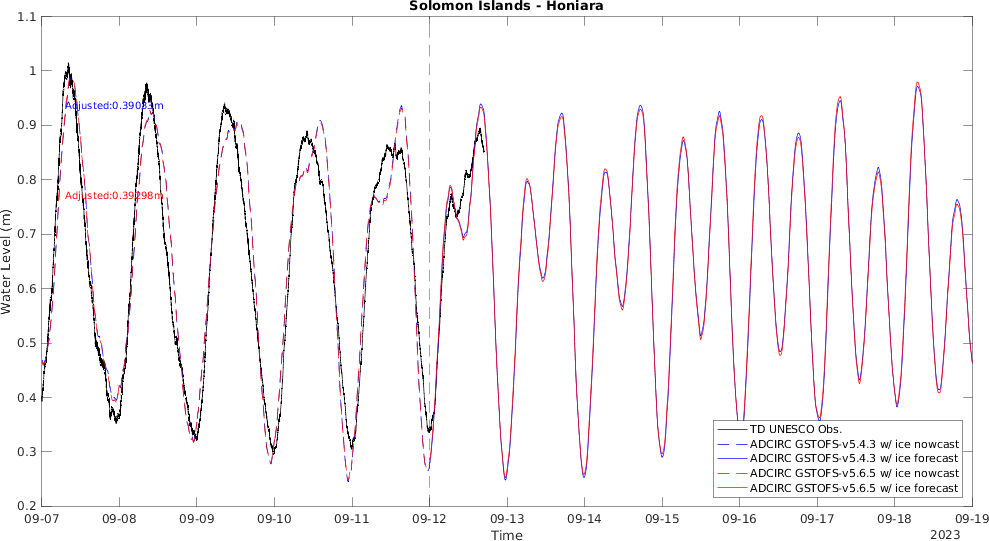 Solomon Islands - Honiara
1.1
1
0.9
0.8
0.7
0.6
0.5
0.4
0.3
0.2
Water Level (m)
Adjusted:0.39033m
Adjusted:0.39298m
TD UNESCO Obs.
ADCIRC GSTOFS-v5.4.3 w/ ice nowcast
ADCIRC GSTOFS-v5.4.3 w/ ice forecast
ADCIRC GSTOFS-v5.6.5 w/ ice nowcast
ADCIRC GSTOFS-v5.6.5 w/ ice forecast
09-07 09-08 09-09 09-10 09-11 09-12 09-13 09-14 09-15 09-16 09-17 09-18 09-19
Time
2023